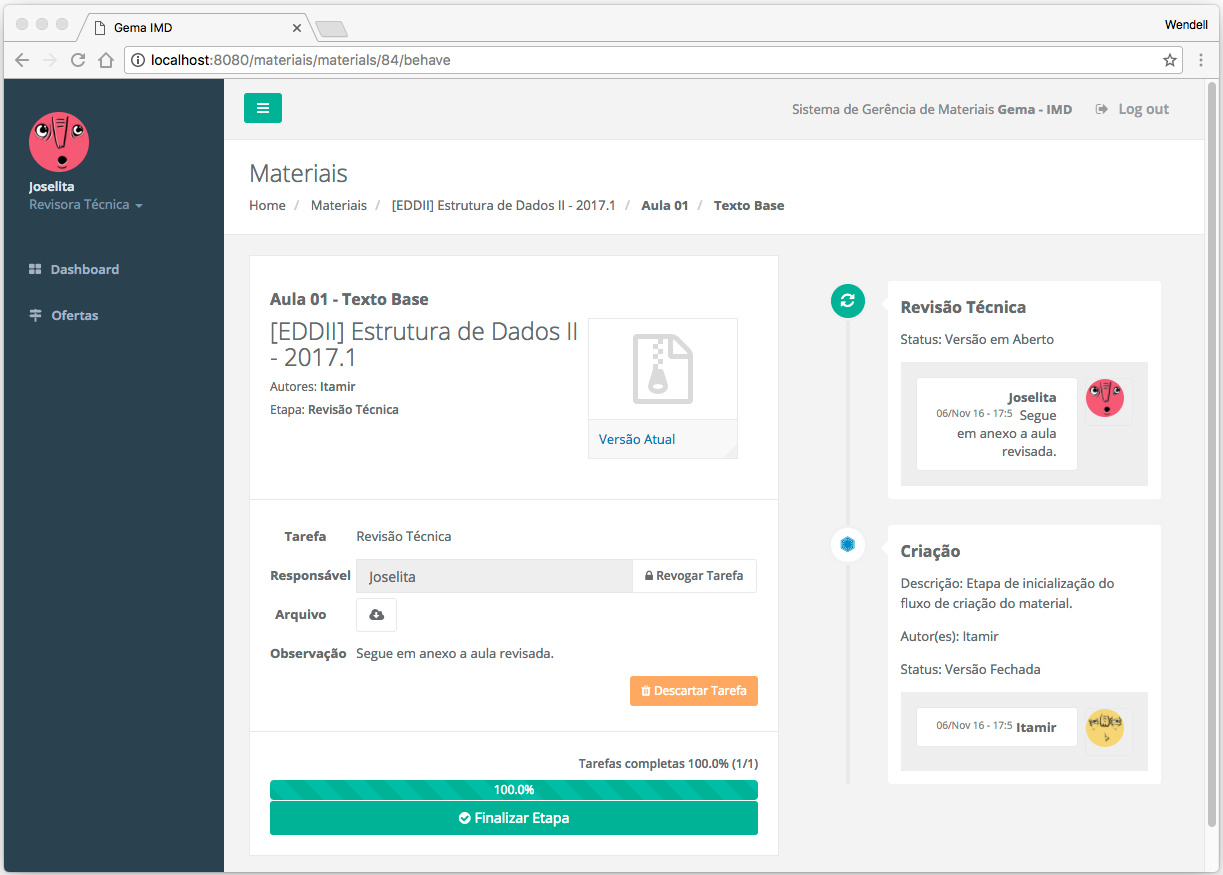 Gema IMD
Wendell
localhost:8080/materiais/materials/84/behave
Joselita
Revisora Técnica
Dashboard
Ofertas
Sistema de Gerência de Materiais Gema - IMD
Log out
Materiais
Home / Materiais / [EDDII] Estrutura de Dados II - 2017.1 / Aula 01 / Texto Base
Aula 01 - Texto Base
[EDDII] Estrutura de Dados II
- 2017.1
Autores: Itamir
Etapa: Revisão Técnica
Versão Atual
Tarefa Revisão Técnica
Responsável Joselita Revogar Tarefa
Arquivo
Observação Segue em anexo a aula revisada.
Descartar Tarefa
Tarefas completas 100.0% (1/1)
100.0%
Finalizar Etapa
Revisão Técnica
Status: Versão em Aberto
Joselita
06/Nov 16 - 17:5 Segue
em anexo a aula
revisada.
Criação
Descrição: Etapa de inicialização do
fluxo de criação do material.
Autor(es): Itamir
Status: Versão Fechada
06/Nov 16 - 17:5 Itamir